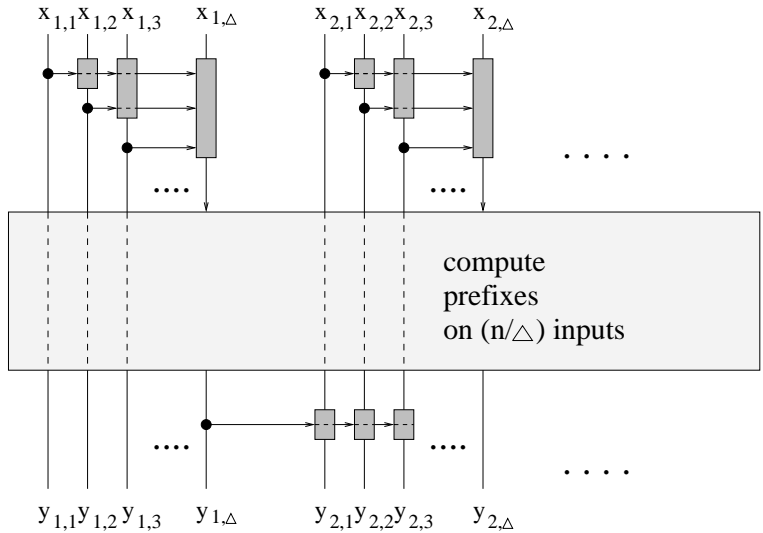 x₁,₁ x₁,₂ x₁,₃ x₁,△ x₂,₁ x₂,₂ x₂,₃ x₂,△
. . . .
.... ....
compute
prefixes
on (n/△) inputs
.... ....
. . . .
y₁,₁ y₁,₂ y₁,₃ y₁,△ y₂,₁ y₂,₂ y₂,₃ y₂,△